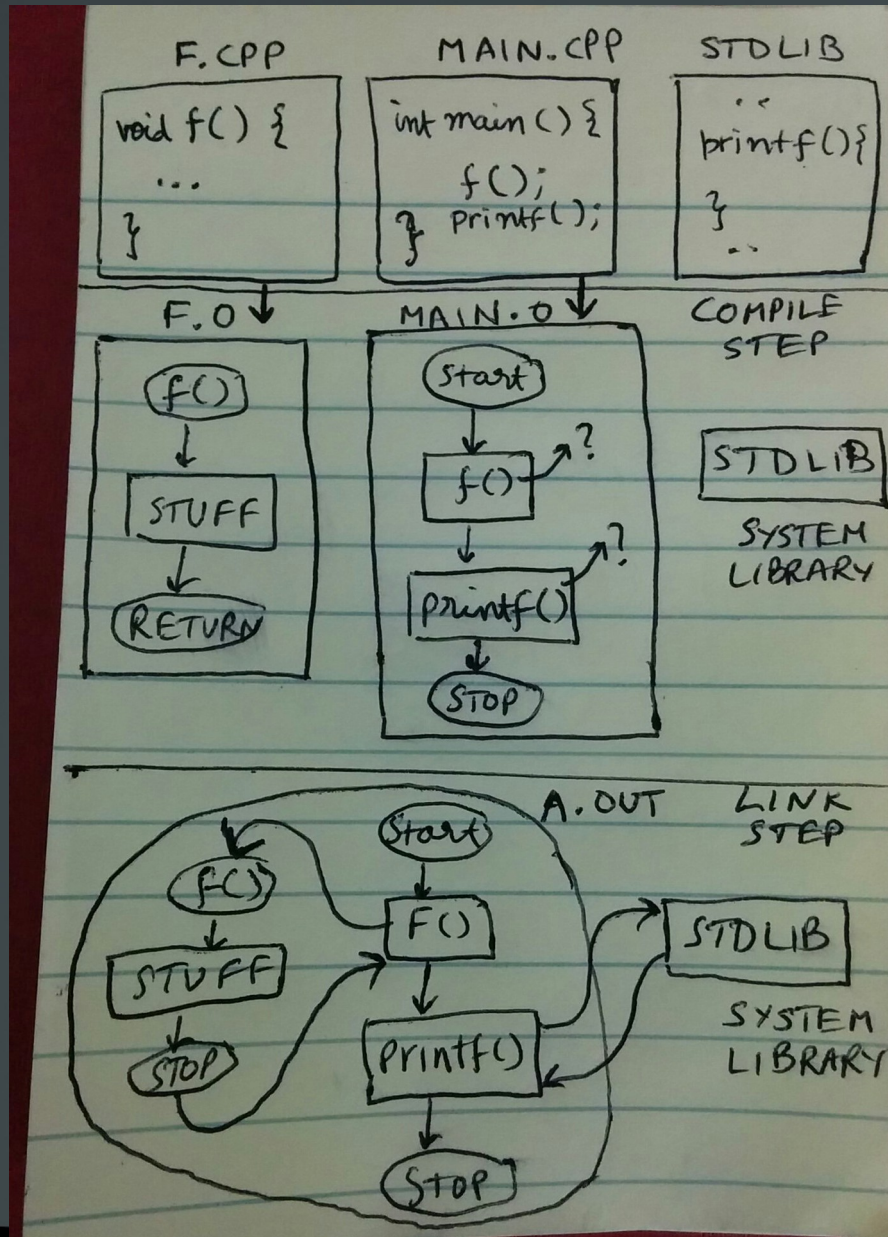 F.CPP
void f() {
...
}
MAIN.CPP
int main() {
f();
} printf();
STDLIB
..
printf(){
}
..
COMPILE
STEP
F.O
f()
STUFF
RETURN
MAIN.O
Start
f() ?
printf() ?
STOP
STDLIB
SYSTEM
LIBRARY
A.OUT
LINK
STEP
f()
STUFF
STOP
Start
F()
printf()
STOP
STDLIB
SYSTEM
LIBRARY